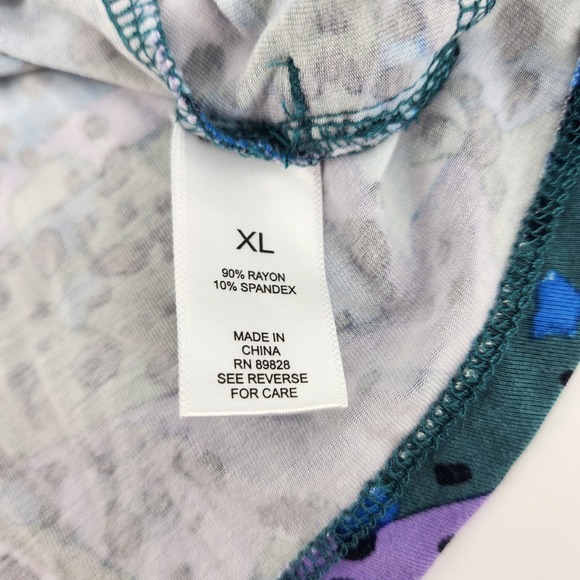 XL
90% RAYON
10% SPANDEX
MADE IN
CHINA
RN 89828
SEE REVERSE
FOR CARE